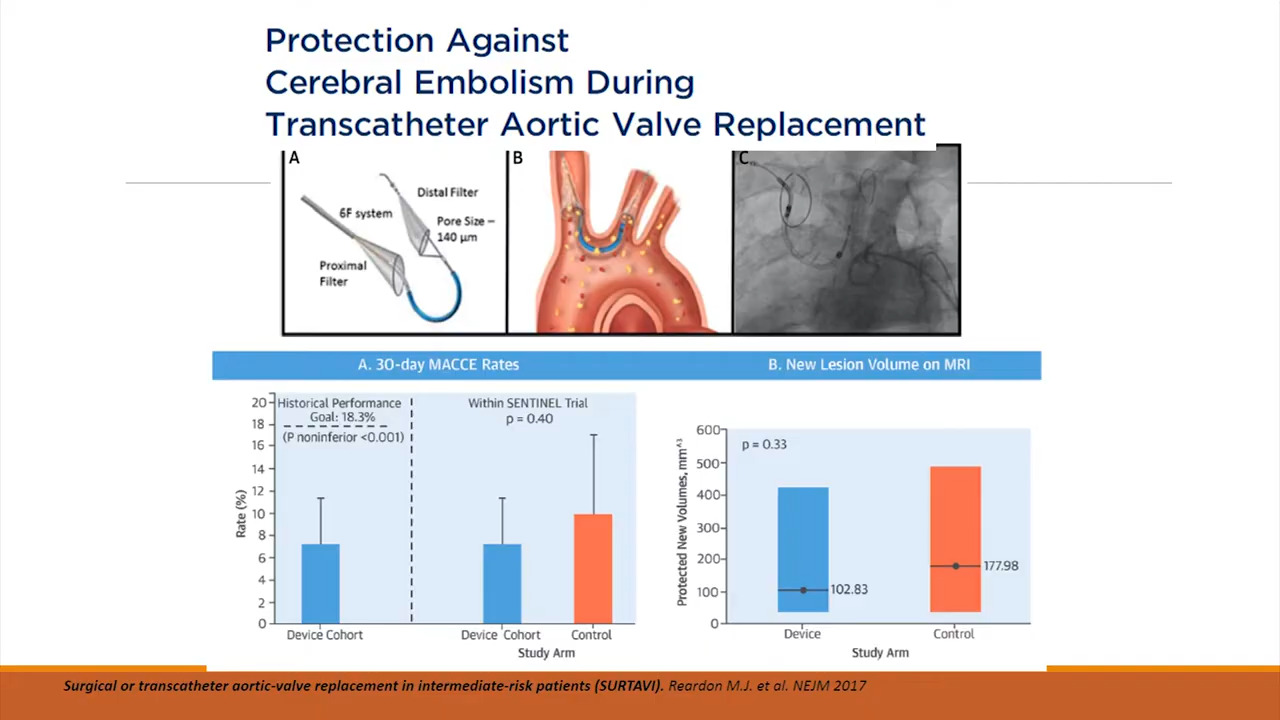 Protection Against
Cerebral Embolism During
Transcatheter Aortic Valve Replacement
A
6F system
Distal Filter
Pore Size –
140 µm
Proximal
Filter
B
C
A. 30-day MACCE Rates
B. New Lesion Volume on MRI
Historical Performance
Goal: 18.3%
(P noninferior <0.001)
Within SENTINEL Trial
p = 0.40
Rate (%)
20
18
16
14
12
10
8
6
4
2
0
Device Cohort
Device Cohort
Control
Study Arm
p = 0.33
Protected New Volumes, mm^3
600
500
400
300
200
100
0
102.83
177.98
Device
Control
Study Arm
Surgical or transcatheter aortic-valve replacement in intermediate-risk patients (SURTAVI). Reardon M.J. et al. NEJM 2017